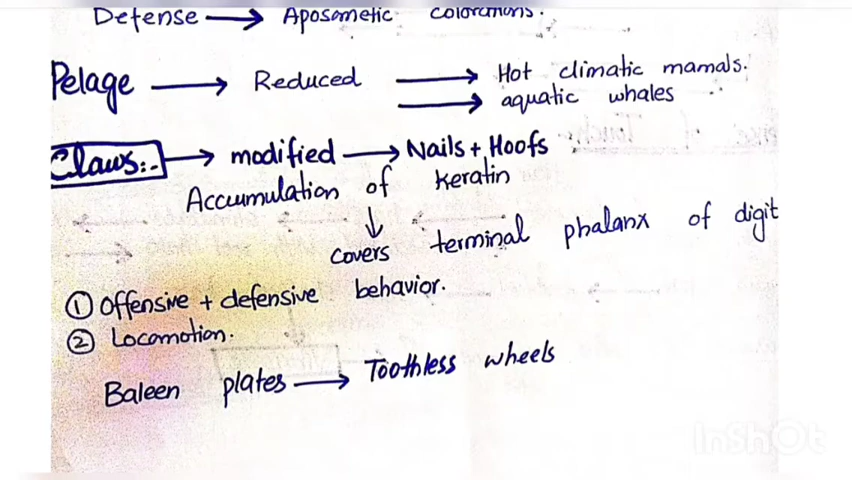 Defense → Aposometic colorations.
Pelage → Reduced → Hot climatic mamals.
→ aquatic whales
Claws:- → modified → Nails + Hoofs
Accumulation of keratin
↓
covers terminal phalanx of digit
① Offensive + defensive behavior.
② Locomotion.
Baleen plates → Toothless wheels
InShOt